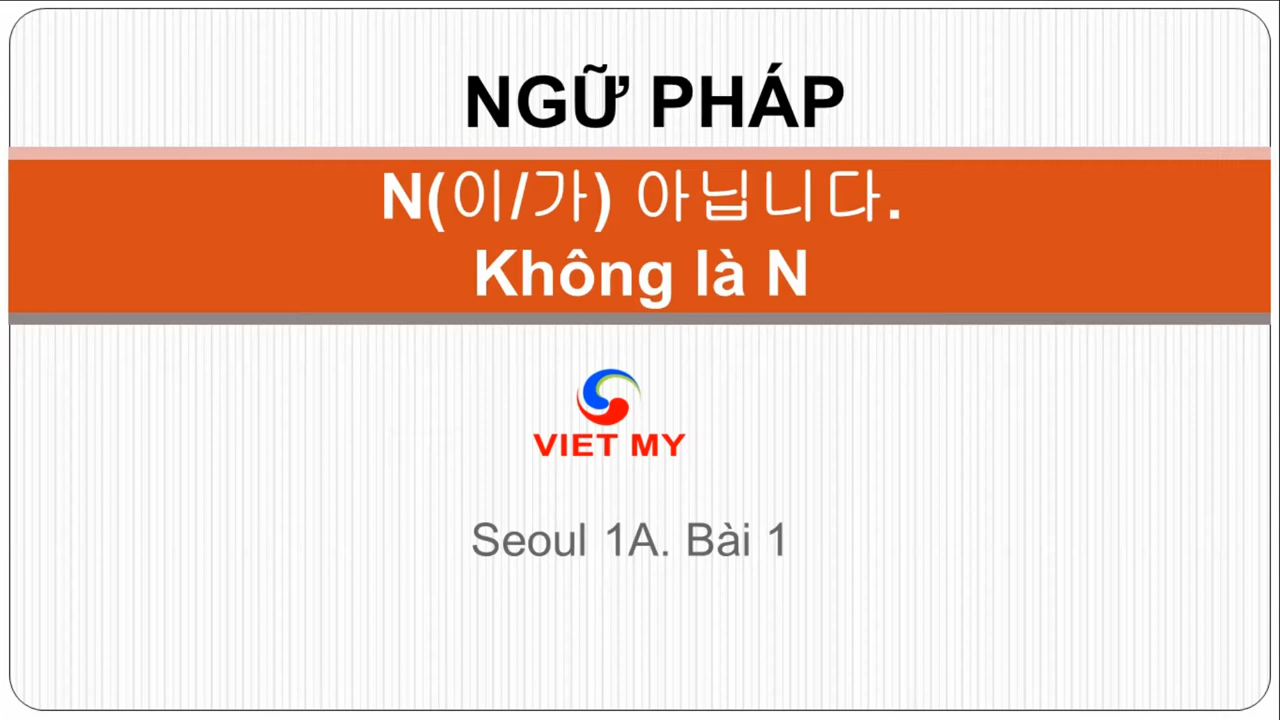 NGỮ PHÁP
N(이/가) 아닙니다.
Không là N
VIET MY
Seoul 1A. Bài 1